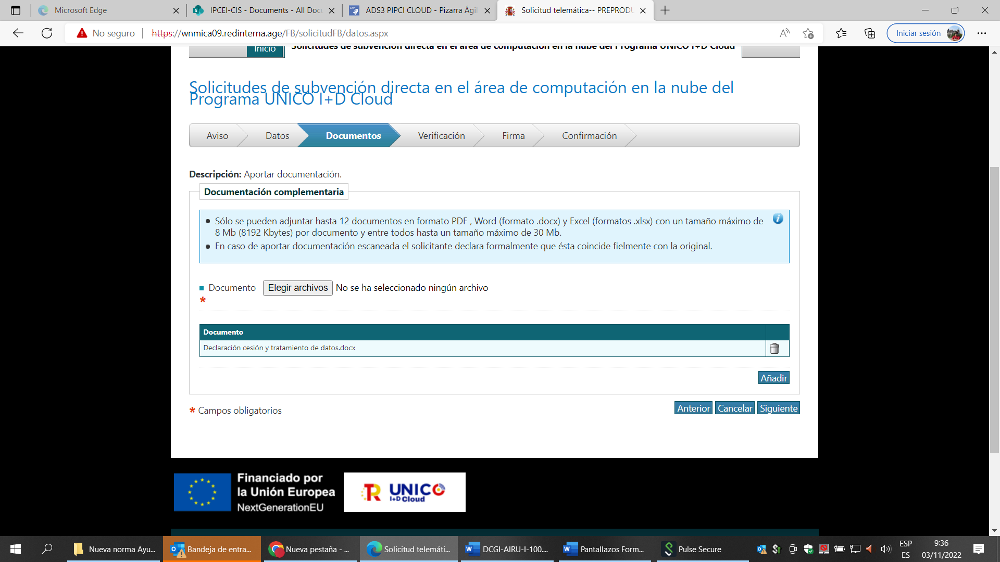 Microsoft Edge
IPCEI-CIS - Documents - All Docu
ADS3 PIPCI CLOUD - Pizarra Ágil
Solicitud telemática-- PREPRODU
No seguro
https://wnmica09.redinterna.age/FB/solicitudFB/datos.aspx
Iniciar sesión
Inicio
Solicitudes de subvención directa en el área de computación en la nube del Programa UNICO I+D Cloud
Solicitudes de subvención directa en el área de computación en la nube del
Programa UNICO I+D Cloud
Aviso
Datos
Documentos
Verificación
Firma
Confirmación
Descripción: Aportar documentación.
Documentación complementaria
Sólo se pueden adjuntar hasta 12 documentos en formato PDF , Word (formato .docx) y Excel (formatos .xlsx) con un tamaño máximo de
8 Mb (8192 Kbytes) por documento y entre todos hasta un tamaño máximo de 30 Mb.
En caso de aportar documentación escaneada el solicitante declara formalmente que ésta coincide fielmente con la original.
Documento Elegir archivos No se ha seleccionado ningún archivo
*
Documento
Declaración cesión y tratamiento de datos.docx
Añadir
* Campos obligatorios
Anterior Cancelar Siguiente
Financiado por
la Unión Europea
NextGenerationEU
R UNICO
I+D Cloud
Nueva norma Ayu...
Bandeja de entra...
Nueva pestaña - ...
Solicitud telemáti...
DCGI-AIRU-I-100....
Pantallazos Form...
Pulse Secure
ESP
ES
9:36
03/11/2022